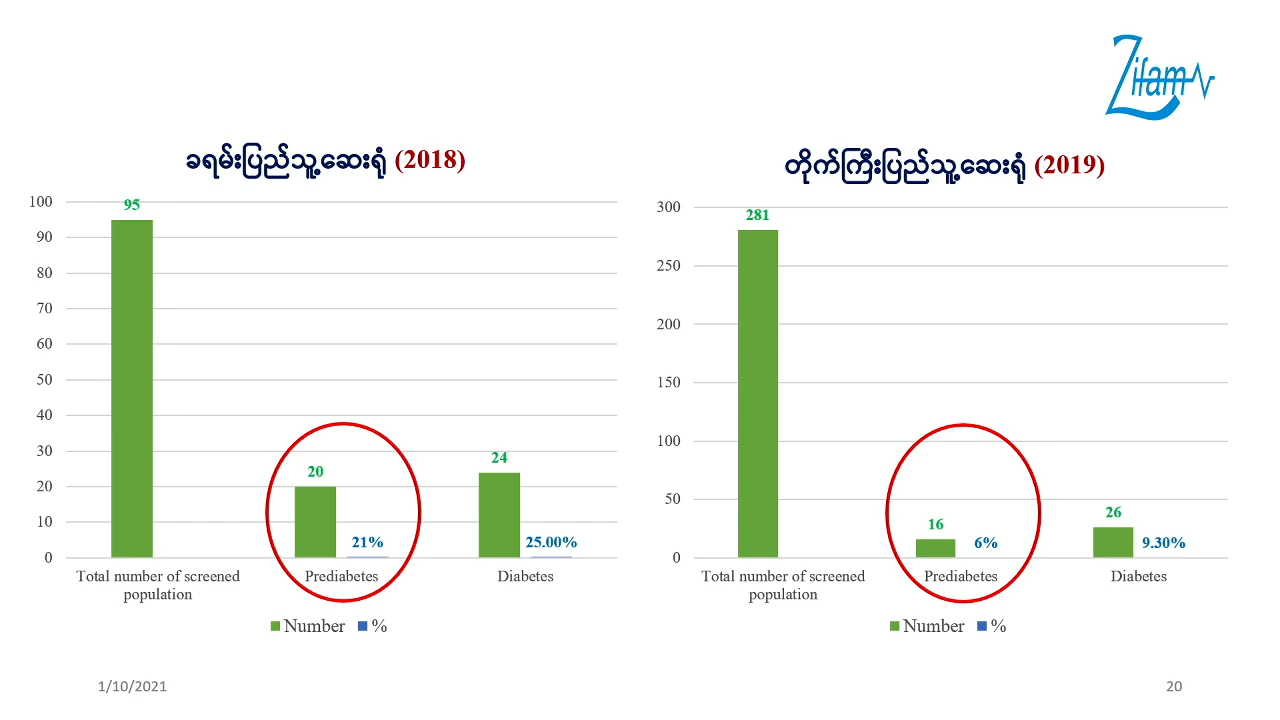 Zifam
ခရမ်းပြည်သူ့ဆေးရုံ (2018)
100
90
80
70
60
50
40
30
20
10
0
95
20
21%
24
25.00%
Total number of screened
population
Prediabetes
Diabetes
Number
%
တိုက်ကြီးပြည်သူ့ဆေးရုံ (2019)
300
250
200
150
100
50
0
281
16
6%
26
9.30%
Total number of screened
population
Prediabetes
Diabetes
Number
%
1/10/2021
20